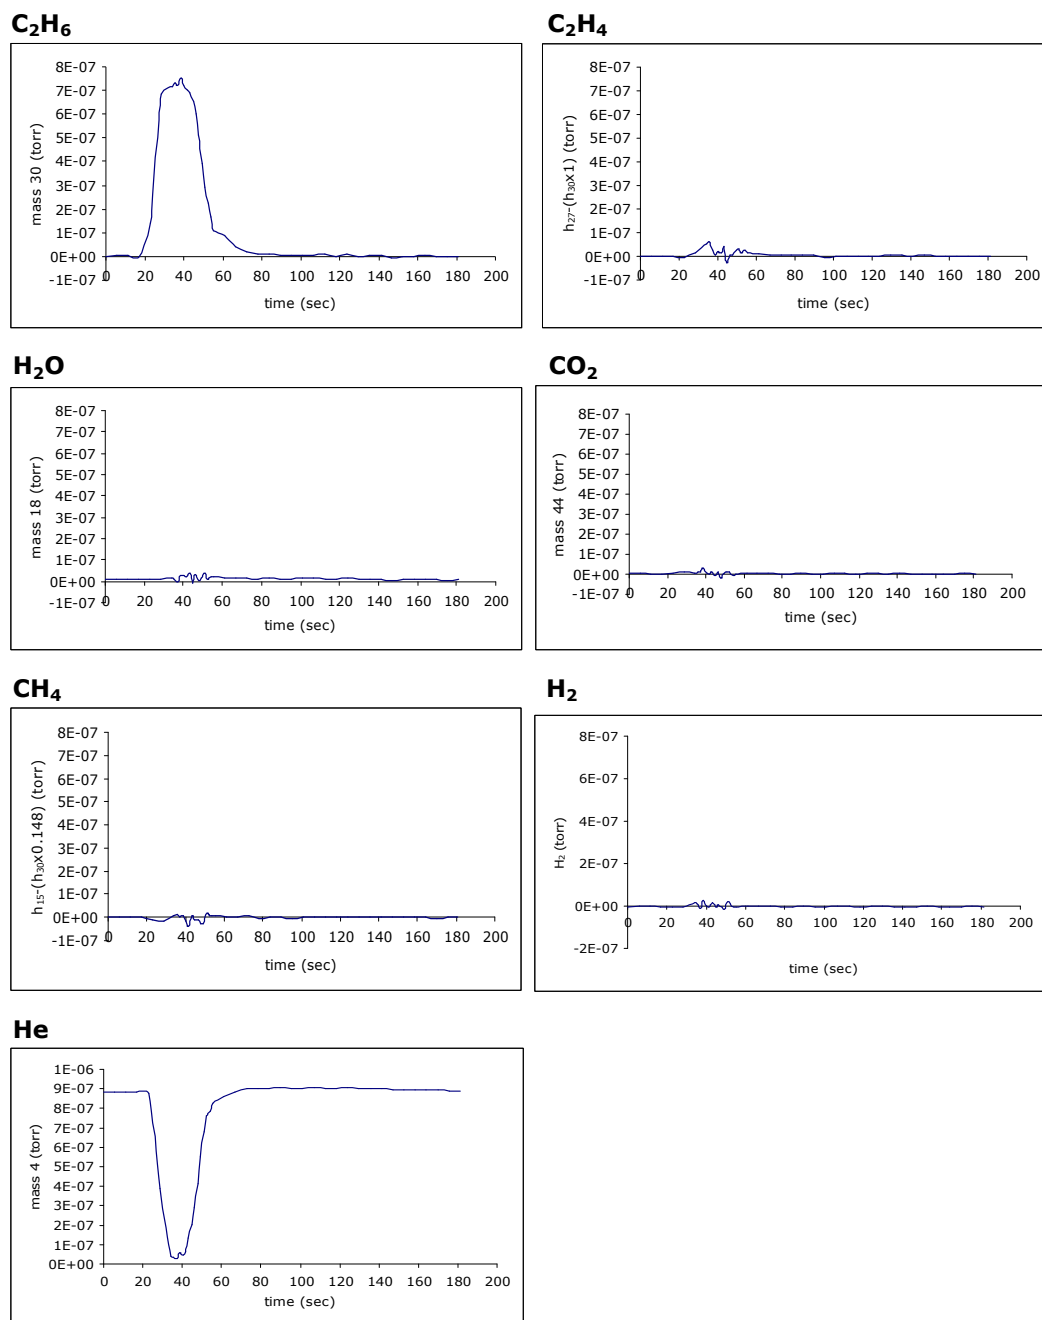 C₂H₆
8E-07
7E-07
6E-07
5E-07
4E-07
3E-07
2E-07
1E-07
0E+00
-1E-07
mass 30 (torr)
0 20 40 60 80 100 120 140 160 180 200
time (sec)
C₂H₄
8E-07
7E-07
6E-07
5E-07
4E-07
3E-07
2E-07
1E-07
0E+00
-1E-07
h₂₇-(h₃₀x1) (torr)
0 20 40 60 80 100 120 140 160 180 200
time (sec)
H₂O
8E-07
7E-07
6E-07
5E-07
4E-07
3E-07
2E-07
1E-07
0E+00
-1E-07
mass 18 (torr)
0 20 40 60 80 100 120 140 160 180 200
time (sec)
CO₂
8E-07
7E-07
6E-07
5E-07
4E-07
3E-07
2E-07
1E-07
0E+00
-1E-07
mass 44 (torr)
0 20 40 60 80 100 120 140 160 180 200
time (sec)
CH₄
8E-07
7E-07
6E-07
5E-07
4E-07
3E-07
2E-07
1E-07
0E+00
-1E-07
h₁₅-(h₃₀x0.148) (torr)
0 20 40 60 80 100 120 140 160 180 200
time (sec)
H₂
8E-07
6E-07
4E-07
2E-07
0E+00
-2E-07
H₂ (torr)
0 20 40 60 80 100 120 140 160 180 200
time (sec)
He
1E-06
9E-07
8E-07
7E-07
6E-07
5E-07
4E-07
3E-07
2E-07
1E-07
0E+00
mass 4 (torr)
0 20 40 60 80 100 120 140 160 180 200
time (sec)